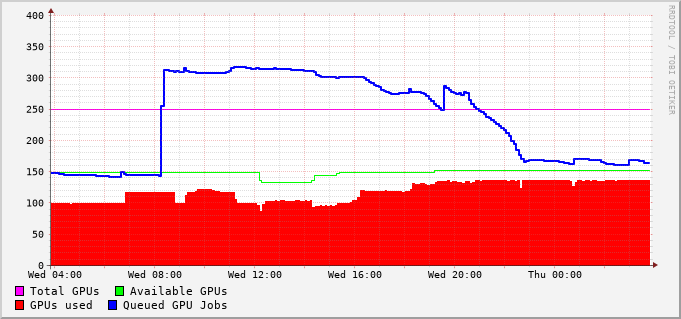 400
350
300
250
200
150
100
50
0
Wed 04:00 Wed 08:00 Wed 12:00 Wed 16:00 Wed 20:00 Thu 00:00
Total GPUs Available GPUs
GPUs used Queued GPU Jobs
RRDTOOL / TOBI OETIKER